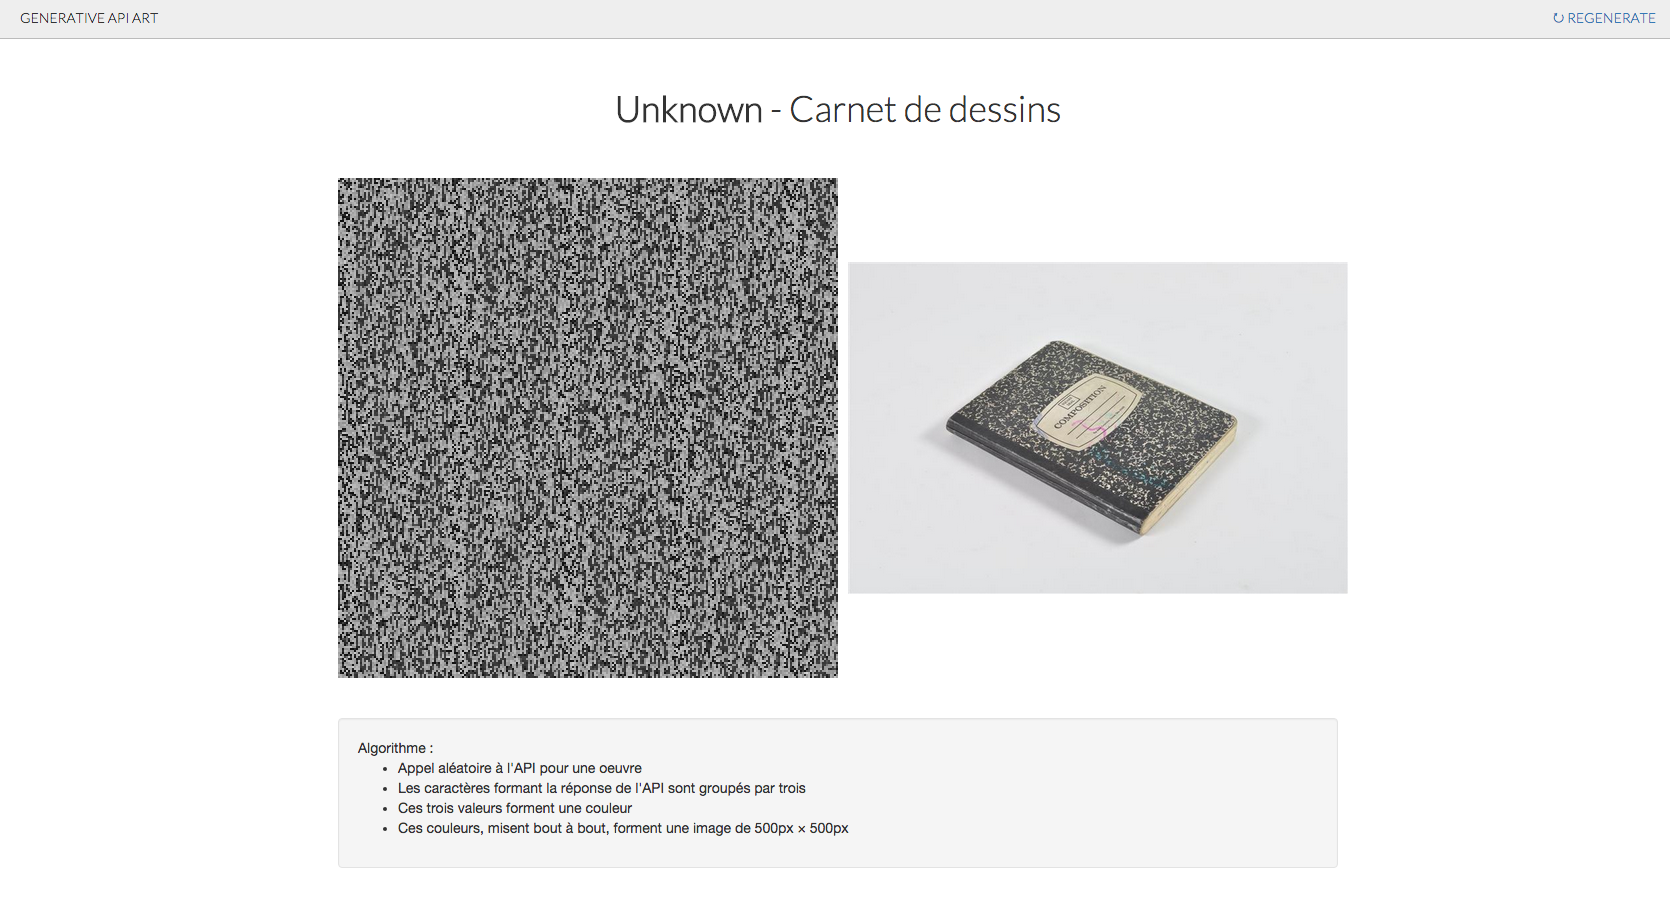 GENERATIVE API ART
REGENERATE
Unknown - Carnet de dessins
COMPOSITION
Algorithme :
Appel aléatoire à l'API pour une oeuvre
Les caractères formant la réponse de l'API sont groupés par trois
Ces trois valeurs forment une couleur
Ces couleurs, misent bout à bout, forment une image de 500px × 500px